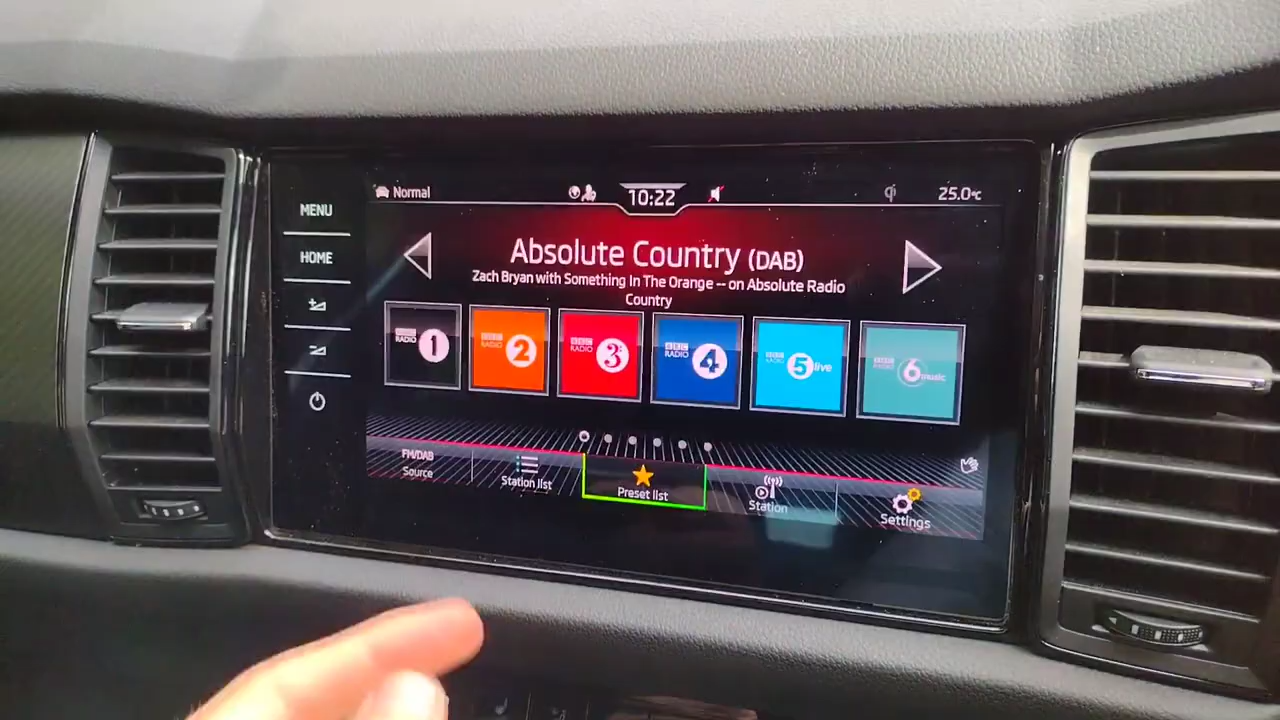 Normal
10:22
25.0°C
MENU
HOME
Absolute Country (DAB)
Zach Bryan with Something In The Orange -- on Absolute Radio
Country
BBC RADIO 1
BBC RADIO 2
BBC RADIO 3
BBC RADIO 4
BBC RADIO 5 live
BBC RADIO 6 music
FM/DAB
Source
Station list
Preset list
Station
Settings